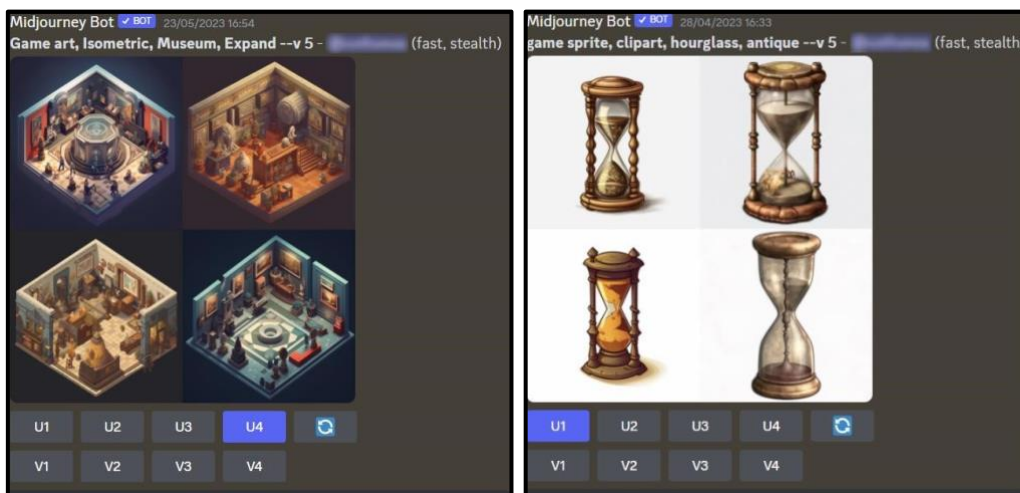 Midjourney Bot ✓ BOT 23/05/2023 16:54
Game art, Isometric, Museum, Expand --v 5 - (fast, stealth)
U1 U2 U3 U4
V1 V2 V3 V4
Midjourney Bot ✓ BOT 28/04/2023 16:33
game sprite, clipart, hourglass, antique --v 5 - (fast, stealth
U1 U2 U3 U4
V1 V2 V3 V4